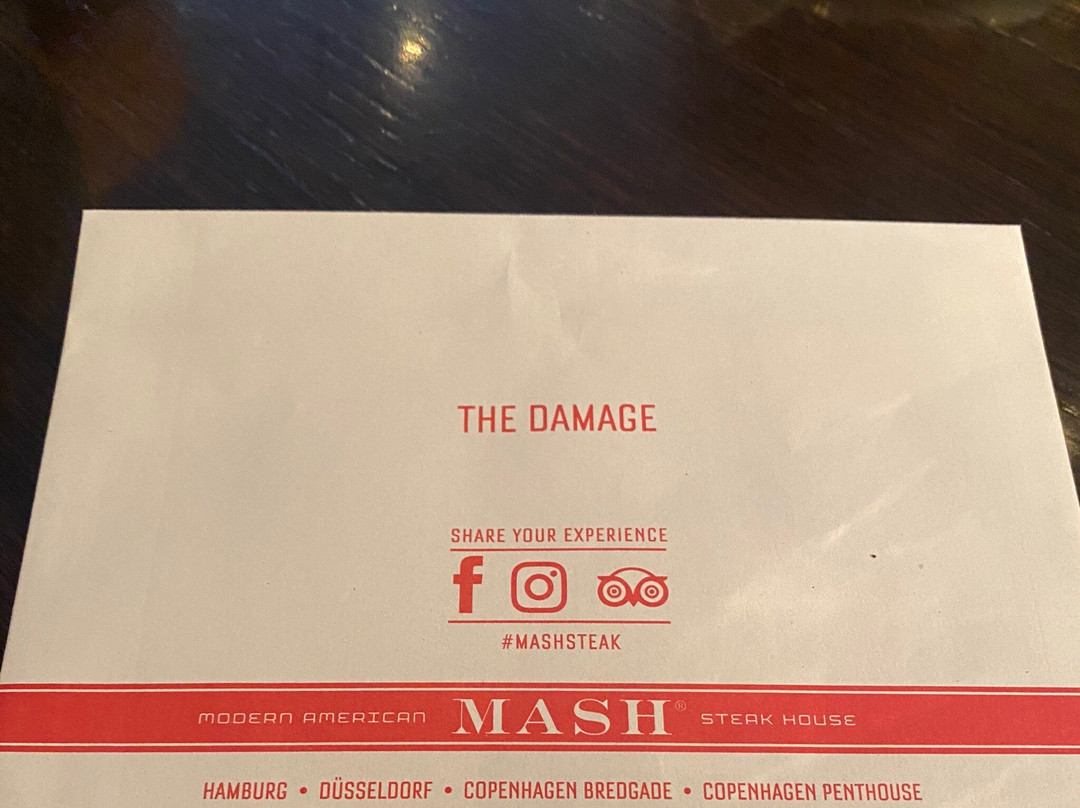 THE DAMAGE
SHARE YOUR EXPERIENCE
#MASHSTEAK
MODERN AMERICAN MASH® STEAK HOUSE
HAMBURG • DÜSSELDORF • COPENHAGEN BREDGADE • COPENHAGEN PENTHOUSE